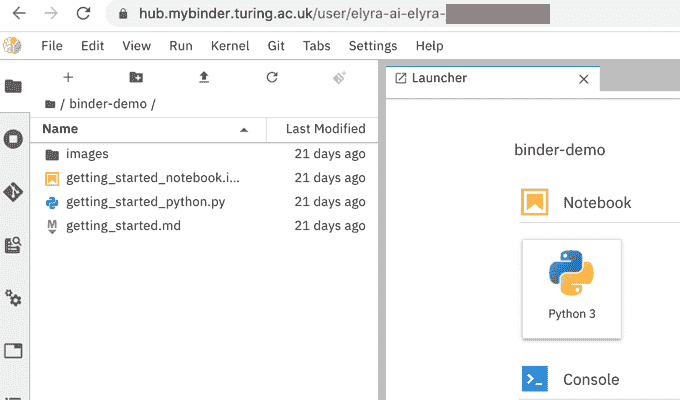 hub.mybinder.turing.ac.uk/user/elyra-ai-elyra-
File Edit View Run Kernel Git Tabs Settings Help
Launcher
/ binder-demo /
Name Last Modified
images 21 days ago
getting_started_notebook.i... 21 days ago
getting_started_python.py 21 days ago
getting_started.md 21 days ago
binder-demo
Notebook
Python 3
Console